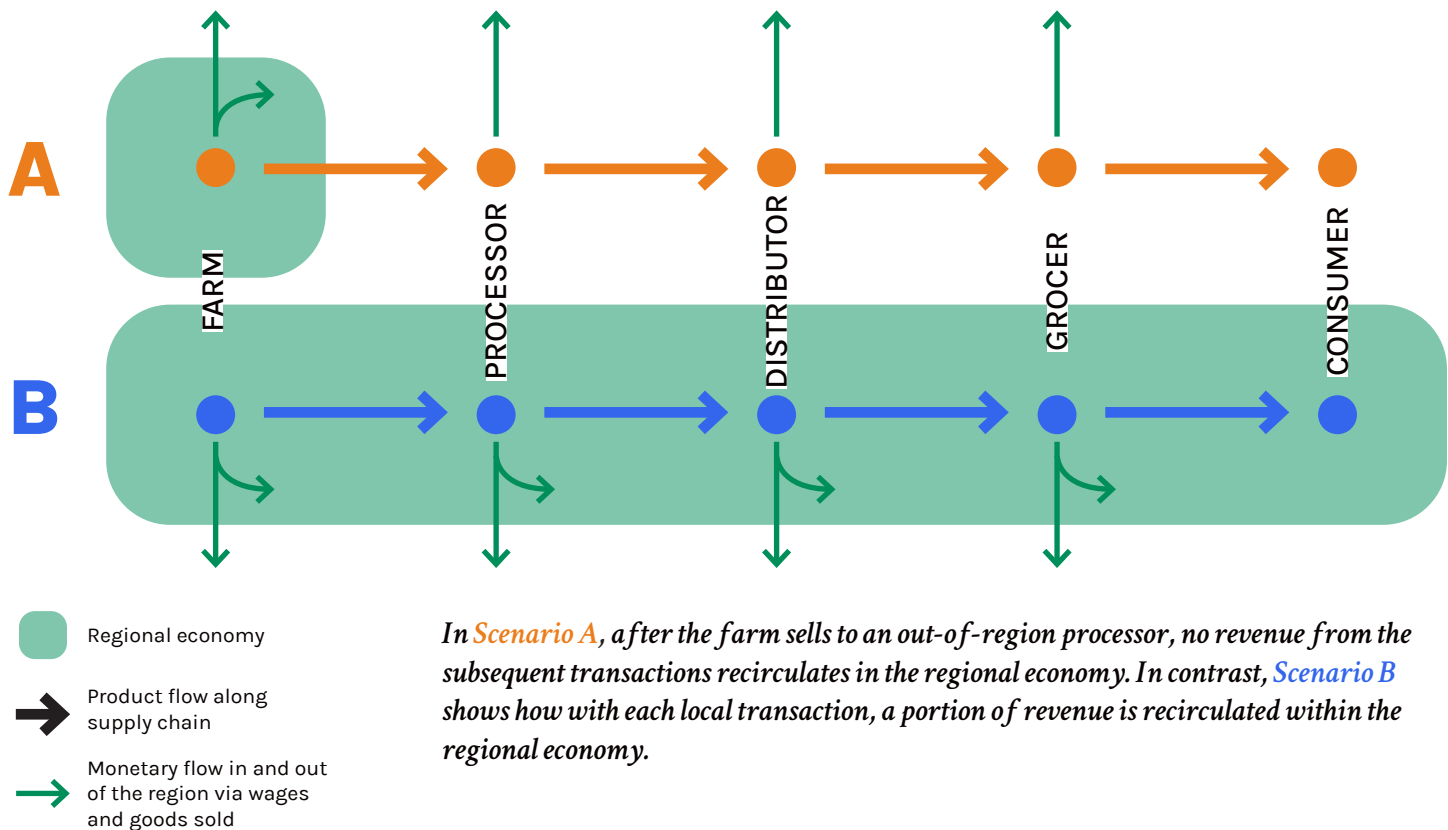 A
FARM
PROCESSOR
DISTRIBUTOR
GROCER
CONSUMER
B
Regional economy
Product flow along
supply chain
Monetary flow in and out
of the region via wages
and goods sold
In Scenario A, after the farm sells to an out-of-region processor, no revenue from the
subsequent transactions recirculates in the regional economy. In contrast, Scenario B
shows how with each local transaction, a portion of revenue is recirculated within the
regional economy.